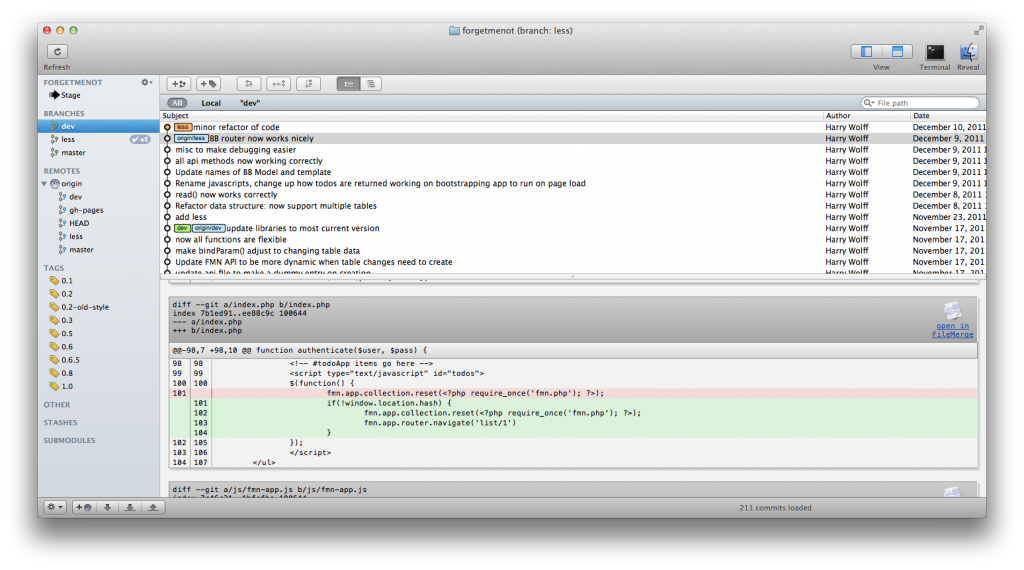 forgetmenot (branch: less)
Refresh
View
Terminal
Reveal
FORGETMENOT
Stage
BRANCHES
dev
less
+1
master
REMOTES
origin
dev
gh-pages
HEAD
less
master
TAGS
0.1
0.2
0.2-old-style
0.3
0.5
0.6
0.6.5
0.8
1.0
OTHER
STASHES
SUBMODULES
All Local "dev" File path
Subject Author Date
less minor refactor of code Harry Wolff December 10, 2011
origin/less BB router now works nicely Harry Wolff December 9, 2011
misc to make debugging easier Harry Wolff December 9, 2011 1
all api methods now working correctly Harry Wolff December 9, 2011
Update names of BB Model and template Harry Wolff December 9, 2011
Rename javascripts, change up how todos are returned working on bootstrapping app to run on page load Harry Wolff December 9, 2011
read() now works correctly Harry Wolff December 8, 2011
Refactor data structure: now support multiple tables Harry Wolff December 8, 2011
add less Harry Wolff November 23, 2011
dev origin/dev update libraries to most current version Harry Wolff November 17, 201
now all functions are flexible Harry Wolff November 17, 201
make bindParam() adjust to changing table data Harry Wolff November 17, 201
Update FMN API to be more dynamic when table changes need to create Harry Wolff November 17, 201
update api file to make a dummy entry on creation Harry Wolff November 17, 201
diff --git a/index.php b/index.php
index 7b1ed91..ee88c9c 100644
--- a/index.php
+++ b/index.php
open in
FileMerge
@@-98,7 +98,10 @@ function authenticate($user, $pass) {
98 98 <!-- #todoApp items go here -->
99 99 <script type="text/javascript" id="todos">
100 100 $(function() {
101 fmn.app.collection.reset(<?php require_once('fmn.php'); ?>);
101 if(!window.location.hash) {
102 fmn.app.collection.reset(<?php require_once('fmn.php'); ?>);
103 fmn.app.router.navigate('list/1')
104 }
102 105 });
103 106 </script>
104 107 </ul>
diff --git a/js/fmn-app.js b/js/fmn-app.js
211 commits loaded